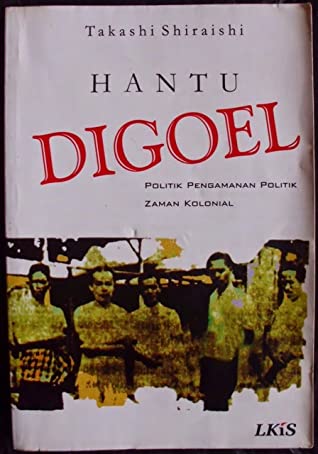 Takashi Shiraishi
HANTU
DIGOEL
POLITIK PENGAMANAN POLITIK
ZAMAN KOLONIAL
LKiS